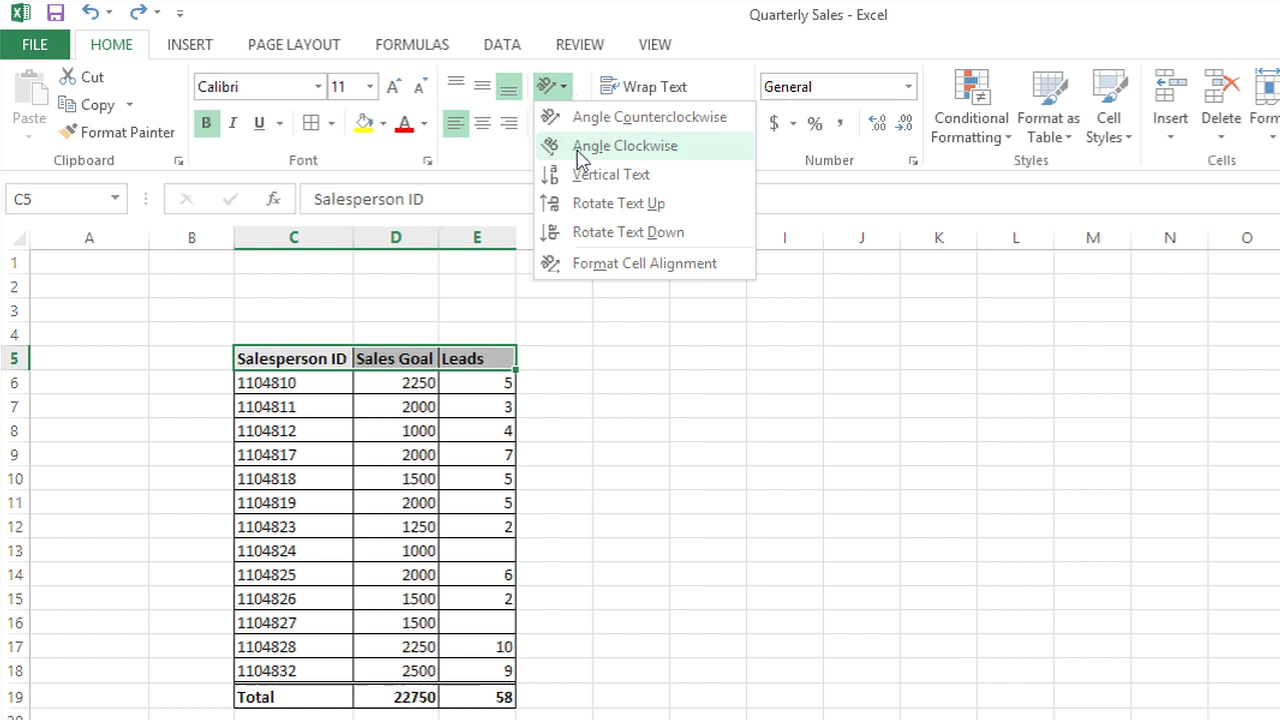 Quarterly Sales - Excel
FILE HOME INSERT PAGE LAYOUT FORMULAS DATA REVIEW VIEW
Paste
Cut
Copy
Format Painter
Clipboard
Calibri 11
B I U
Font
Wrap Text
Angle Counterclockwise
Angle Clockwise
Vertical Text
Rotate Text Up
Rotate Text Down
Format Cell Alignment
General
$ % ,
Number
Conditional Formatting
Format as Table
Cell Styles
Styles
Insert Delete
Cells
C5 fx Salesperson ID
A B C D E I J K L M N O
1
2
3
4
5 Salesperson ID Sales Goal Leads
6 1104810 2250 5
7 1104811 2000 3
8 1104812 1000 4
9 1104817 2000 7
10 1104818 1500 5
11 1104819 2000 5
12 1104823 1250 2
13 1104824 1000
14 1104825 2000 6
15 1104826 1500 2
16 1104827 1500
17 1104828 2250 10
18 1104832 2500 9
19 Total 22750 58